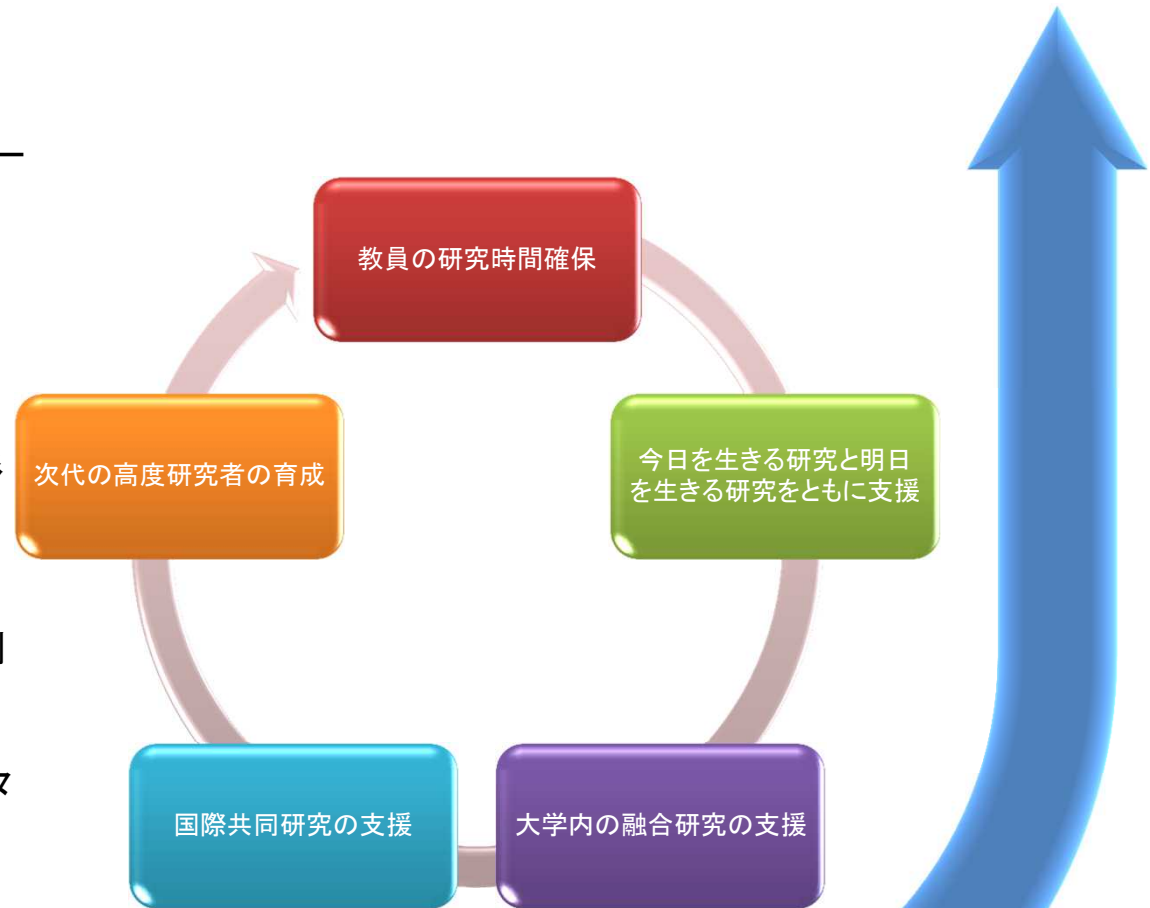 教員の研究時間確保
次代の高度研究者の育成
今日を生きる研究と明日
を生きる研究をともに支援
国際共同研究の支援
大学内の融合研究の支援